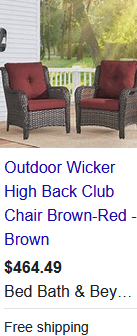 Outdoor Wicker
High Back Club
Chair Brown-Red -
Brown
$464.49
Bed Bath & Bey...
Free shipping